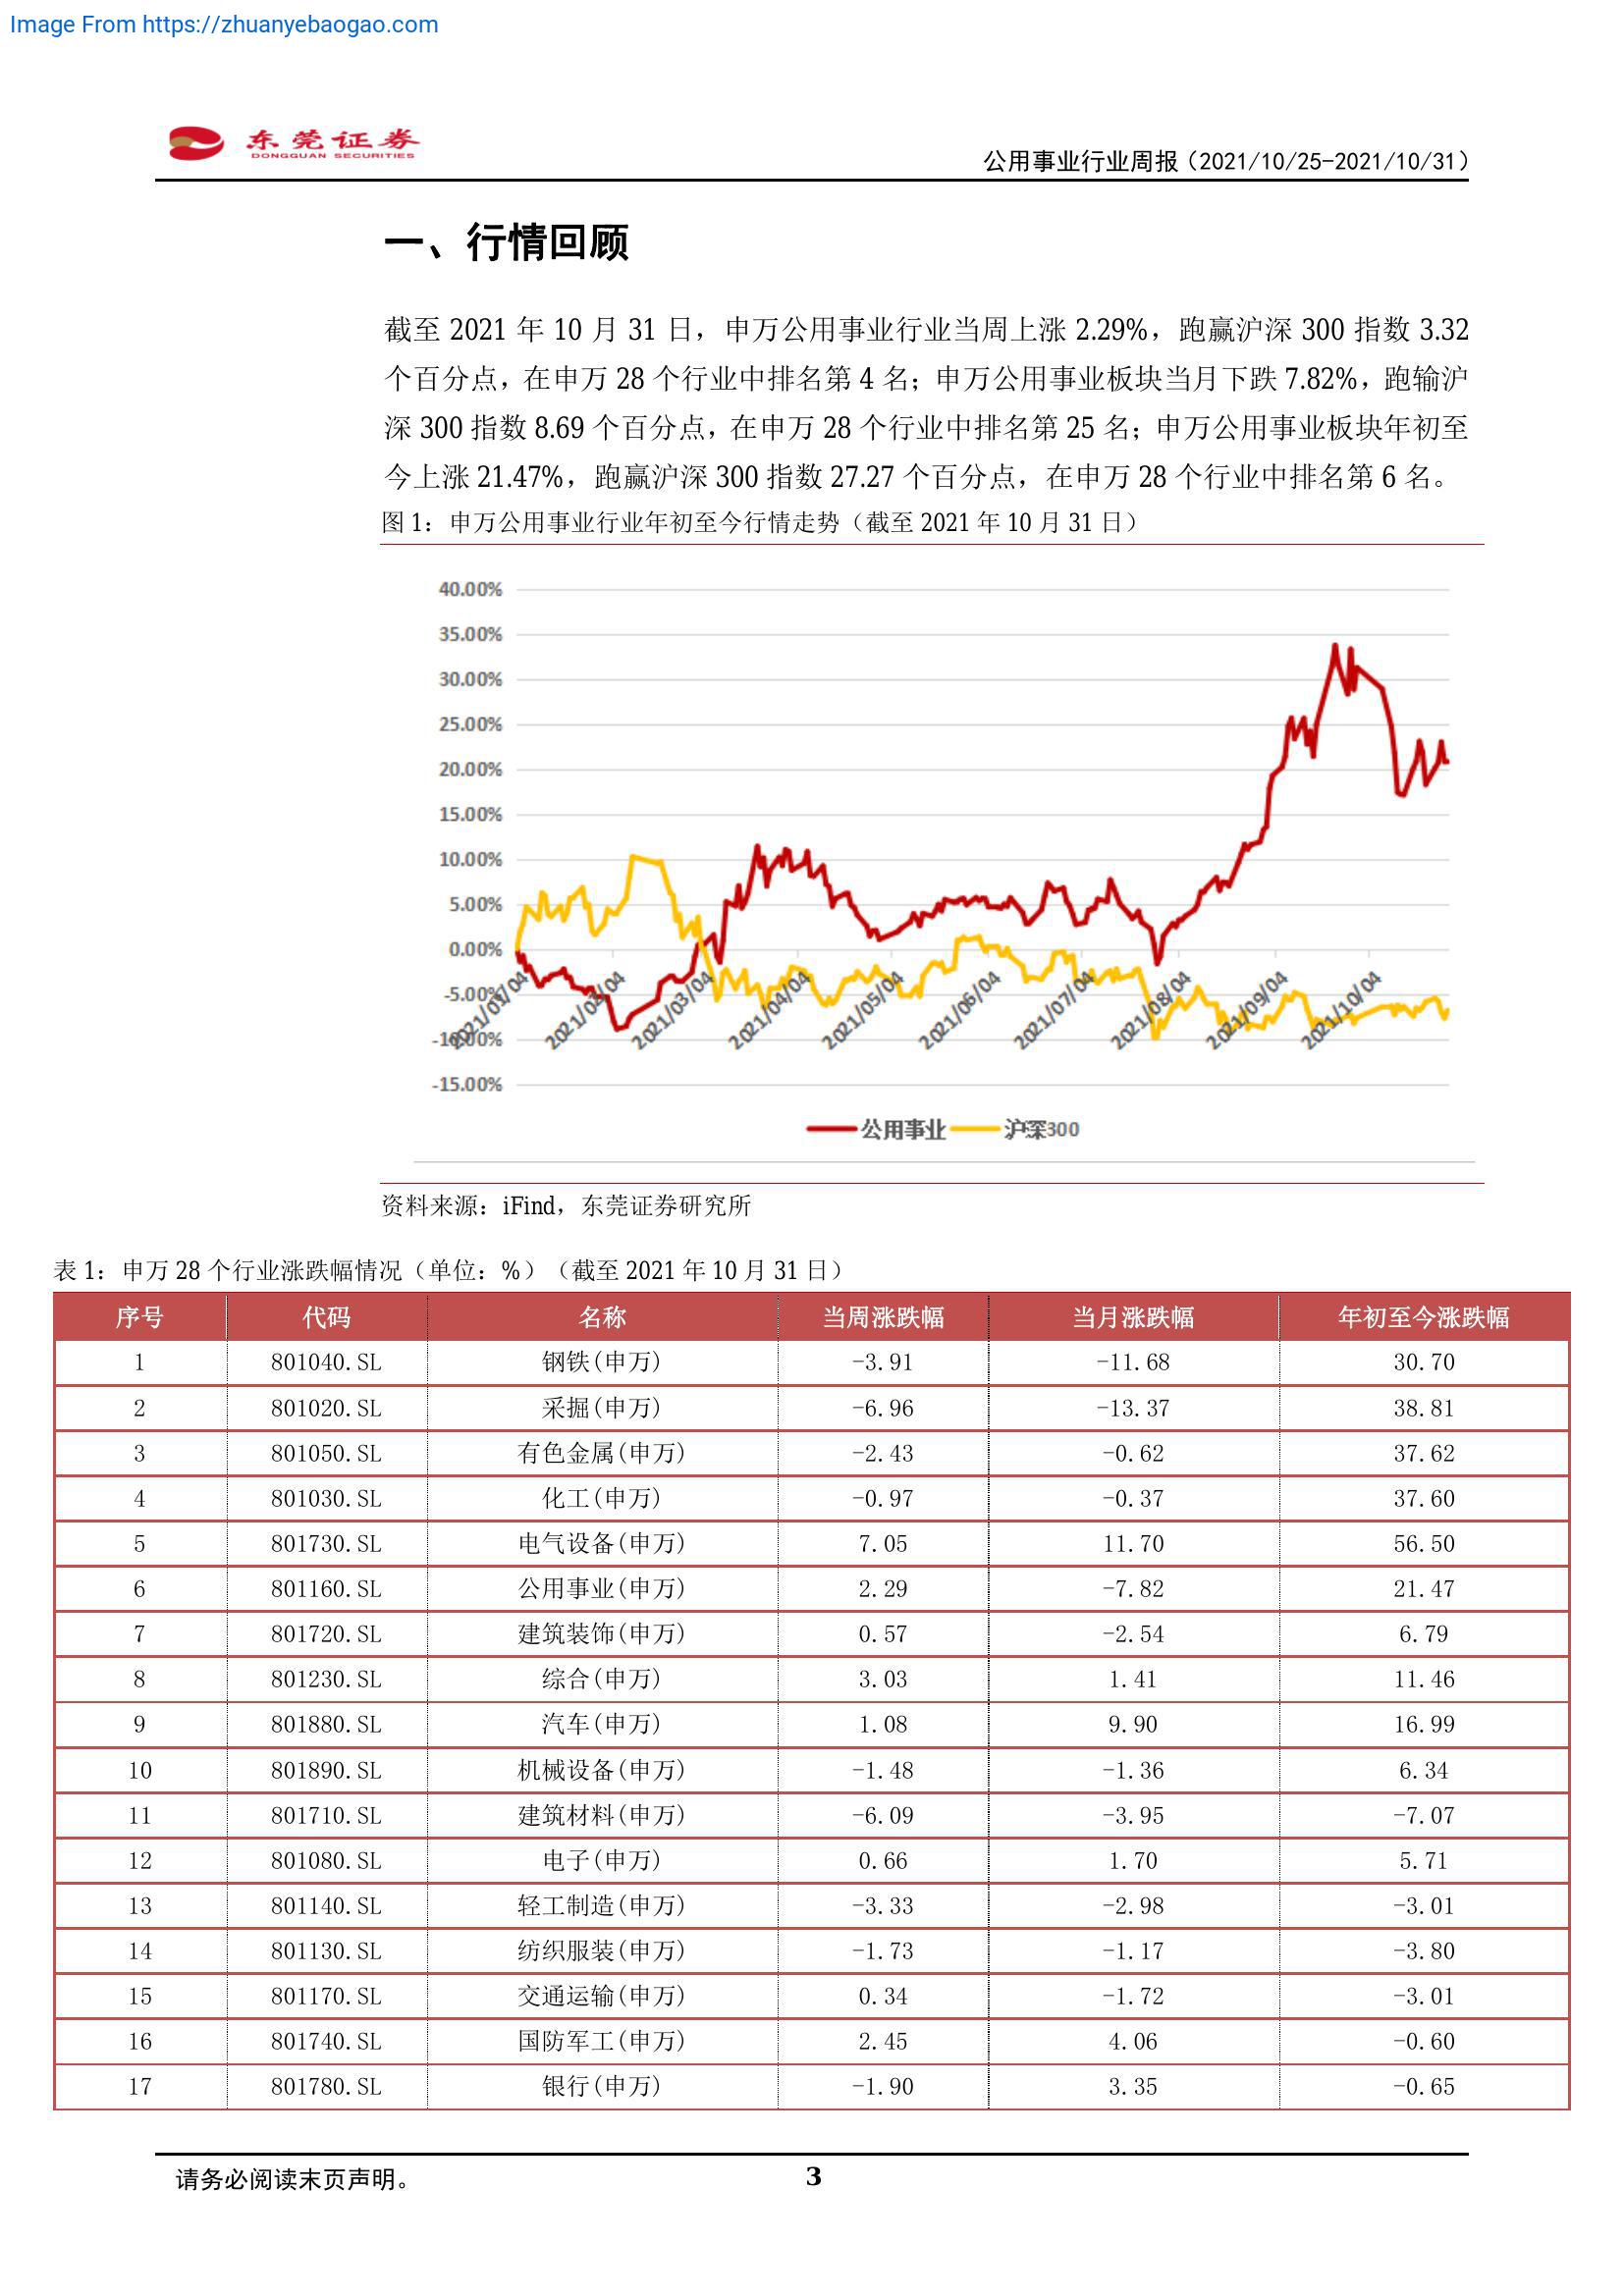 Image From https://zhuanyebaogao.com
东莞证券
DONGGUAN SECURITIES
公用事业行业周报（2021/10/25-2021/10/31）
一、行情回顾
截至 2021 年 10 月 31 日，申万公用事业行业当周上涨 2.29%，跑赢沪深 300 指数 3.32
个百分点，在申万 28 个行业中排名第 4 名；申万公用事业板块当月下跌 7.82%，跑输沪
深 300 指数 8.69 个百分点，在申万 28 个行业中排名第 25 名；申万公用事业板块年初至
今上涨 21.47%，跑赢沪深 300 指数 27.27 个百分点，在申万 28 个行业中排名第 6 名。
图 1：申万公用事业行业年初至今行情走势（截至 2021 年 10 月 31 日）
40.00%
35.00%
30.00%
25.00%
20.00%
15.00%
10.00%
5.00%
0.00%
-5.00%
-10.00%
-15.00%
2021/01/04 2021/02/04 2021/03/04 2021/04/04 2021/05/04 2021/06/04 2021/07/04 2021/08/04 2021/09/04 2021/10/04
公用事业 沪深300
资料来源：iFind，东莞证券研究所
表 1：申万 28 个行业涨跌幅情况（单位：%）（截至 2021 年 10 月 31 日）
序号 代码 名称 当周涨跌幅 当月涨跌幅 年初至今涨跌幅
1 801040.SL 钢铁(申万) -3.91 -11.68 30.70
2 801020.SL 采掘(申万) -6.96 -13.37 38.81
3 801050.SL 有色金属(申万) -2.43 -0.62 37.62
4 801030.SL 化工(申万) -0.97 -0.37 37.60
5 801730.SL 电气设备(申万) 7.05 11.70 56.50
6 801160.SL 公用事业(申万) 2.29 -7.82 21.47
7 801720.SL 建筑装饰(申万) 0.57 -2.54 6.79
8 801230.SL 综合(申万) 3.03 1.41 11.46
9 801880.SL 汽车(申万) 1.08 9.90 16.99
10 801890.SL 机械设备(申万) -1.48 -1.36 6.34
11 801710.SL 建筑材料(申万) -6.09 -3.95 -7.07
12 801080.SL 电子(申万) 0.66 1.70 5.71
13 801140.SL 轻工制造(申万) -3.33 -2.98 -3.01
14 801130.SL 纺织服装(申万) -1.73 -1.17 -3.80
15 801170.SL 交通运输(申万) 0.34 -1.72 -3.01
16 801740.SL 国防军工(申万) 2.45 4.06 -0.60
17 801780.SL 银行(申万) -1.90 3.35 -0.65
请务必阅读末页声明。
3